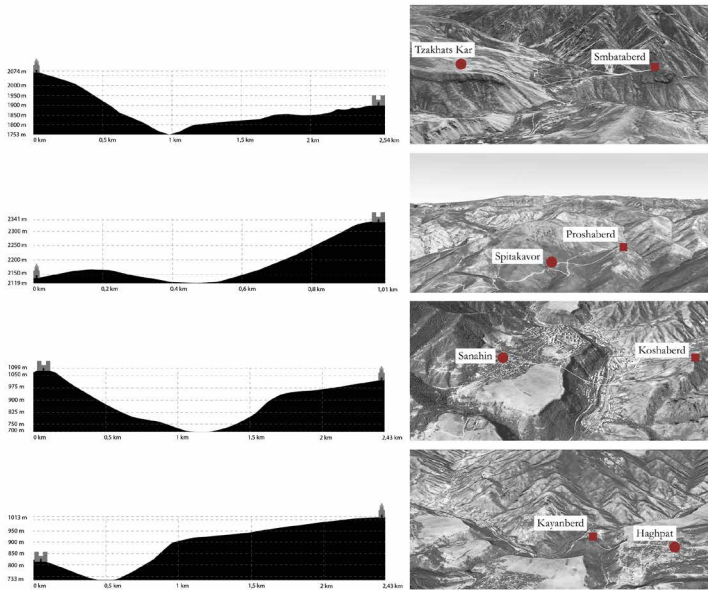 Tzakhats Kar
Smbataberd
2074 m
2000 m
1950 m
1900 m
1850 m
1800 m
1753 m
0 km
0,5 km
1 km
1,5 km
2 km
2,54 km
Proshaberd
Spitakavor
2341 m
2300 m
2250 m
2200 m
2150 m
2119 m
0 km
0,2 km
0,4 km
0,6 km
0,8 km
1,01 km
Sanahin
Koshaberd
1099 m
1050 m
975 m
900 m
825 m
750 m
700 m
0 km
0,5 km
1 km
1,5 km
2 km
2,43 km
Kayanberd
Haghpat
1013 m
950 m
900 m
850 m
800 m
733 m
0 km
0,5 km
1 km
1,5 km
2 km
2,43 km